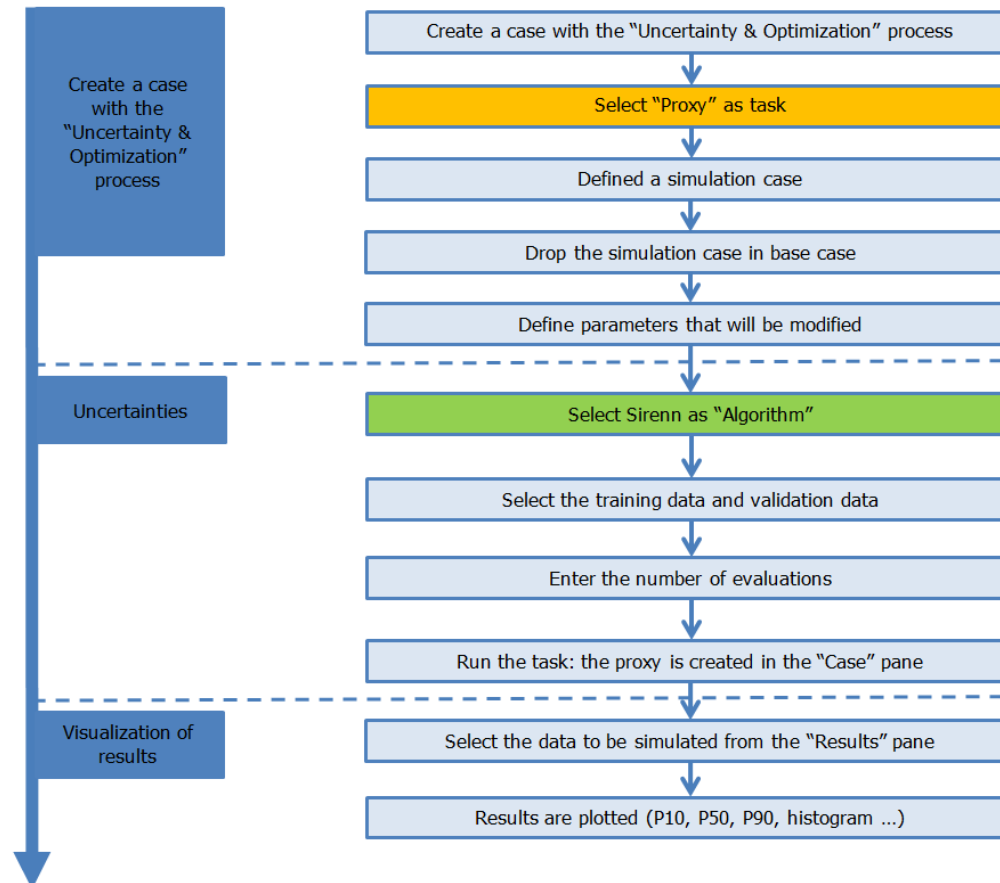 Create a case
with the
“Uncertainty &
Optimization”
process
Create a case with the “Uncertainty & Optimization” process
Select “Proxy” as task
Defined a simulation case
Drop the simulation case in base case
Define parameters that will be modified
Uncertainties
Select Sirenn as “Algorithm”
Select the training data and validation data
Enter the number of evaluations
Run the task: the proxy is created in the “Case” pane
Visualization of
results
Select the data to be simulated from the “Results” pane
Results are plotted (P10, P50, P90, histogram …)